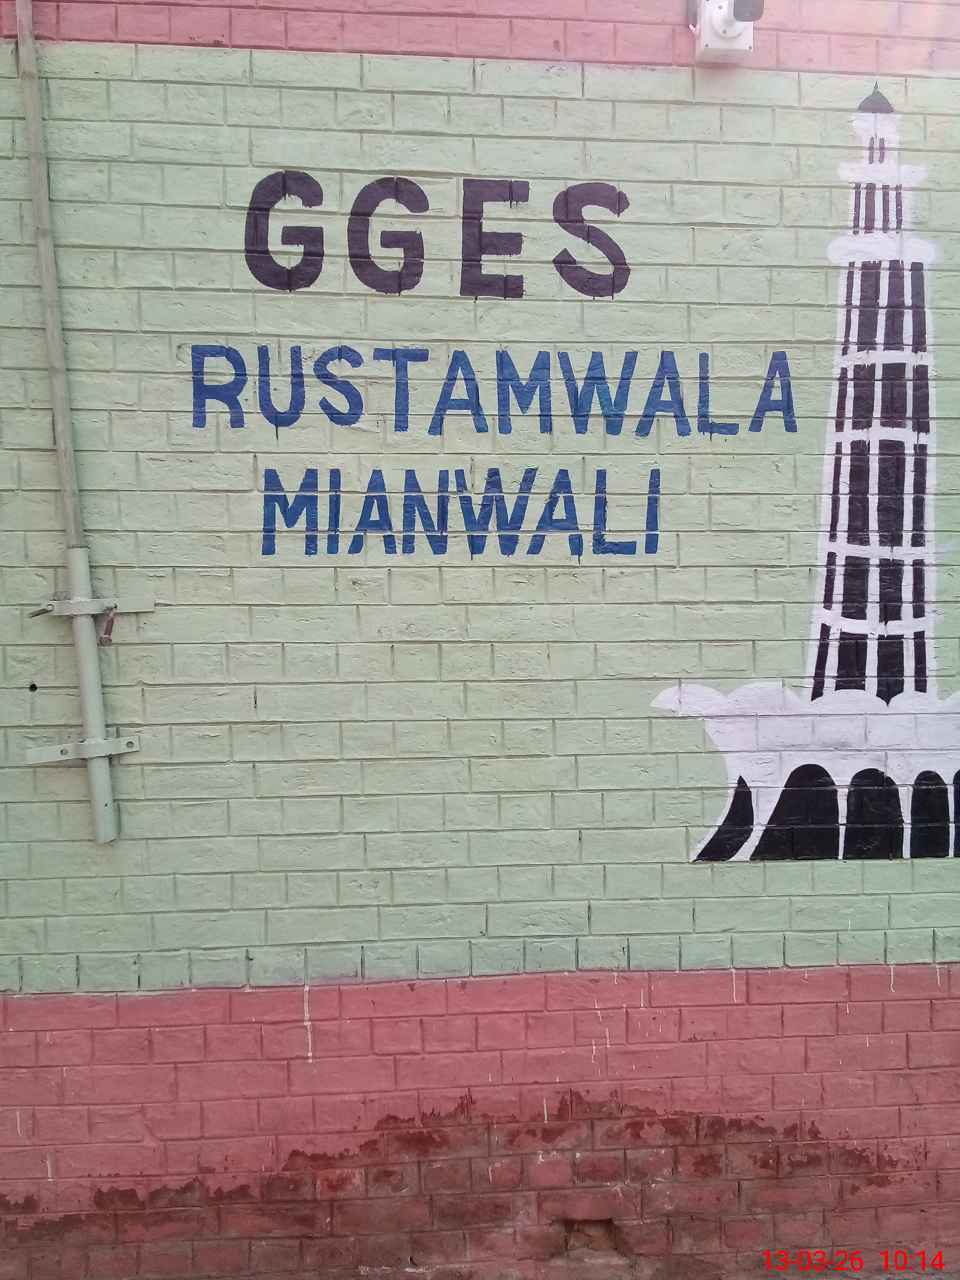 GGES
RUSTAMWALA
MIANWALI
13-03-26 10:14